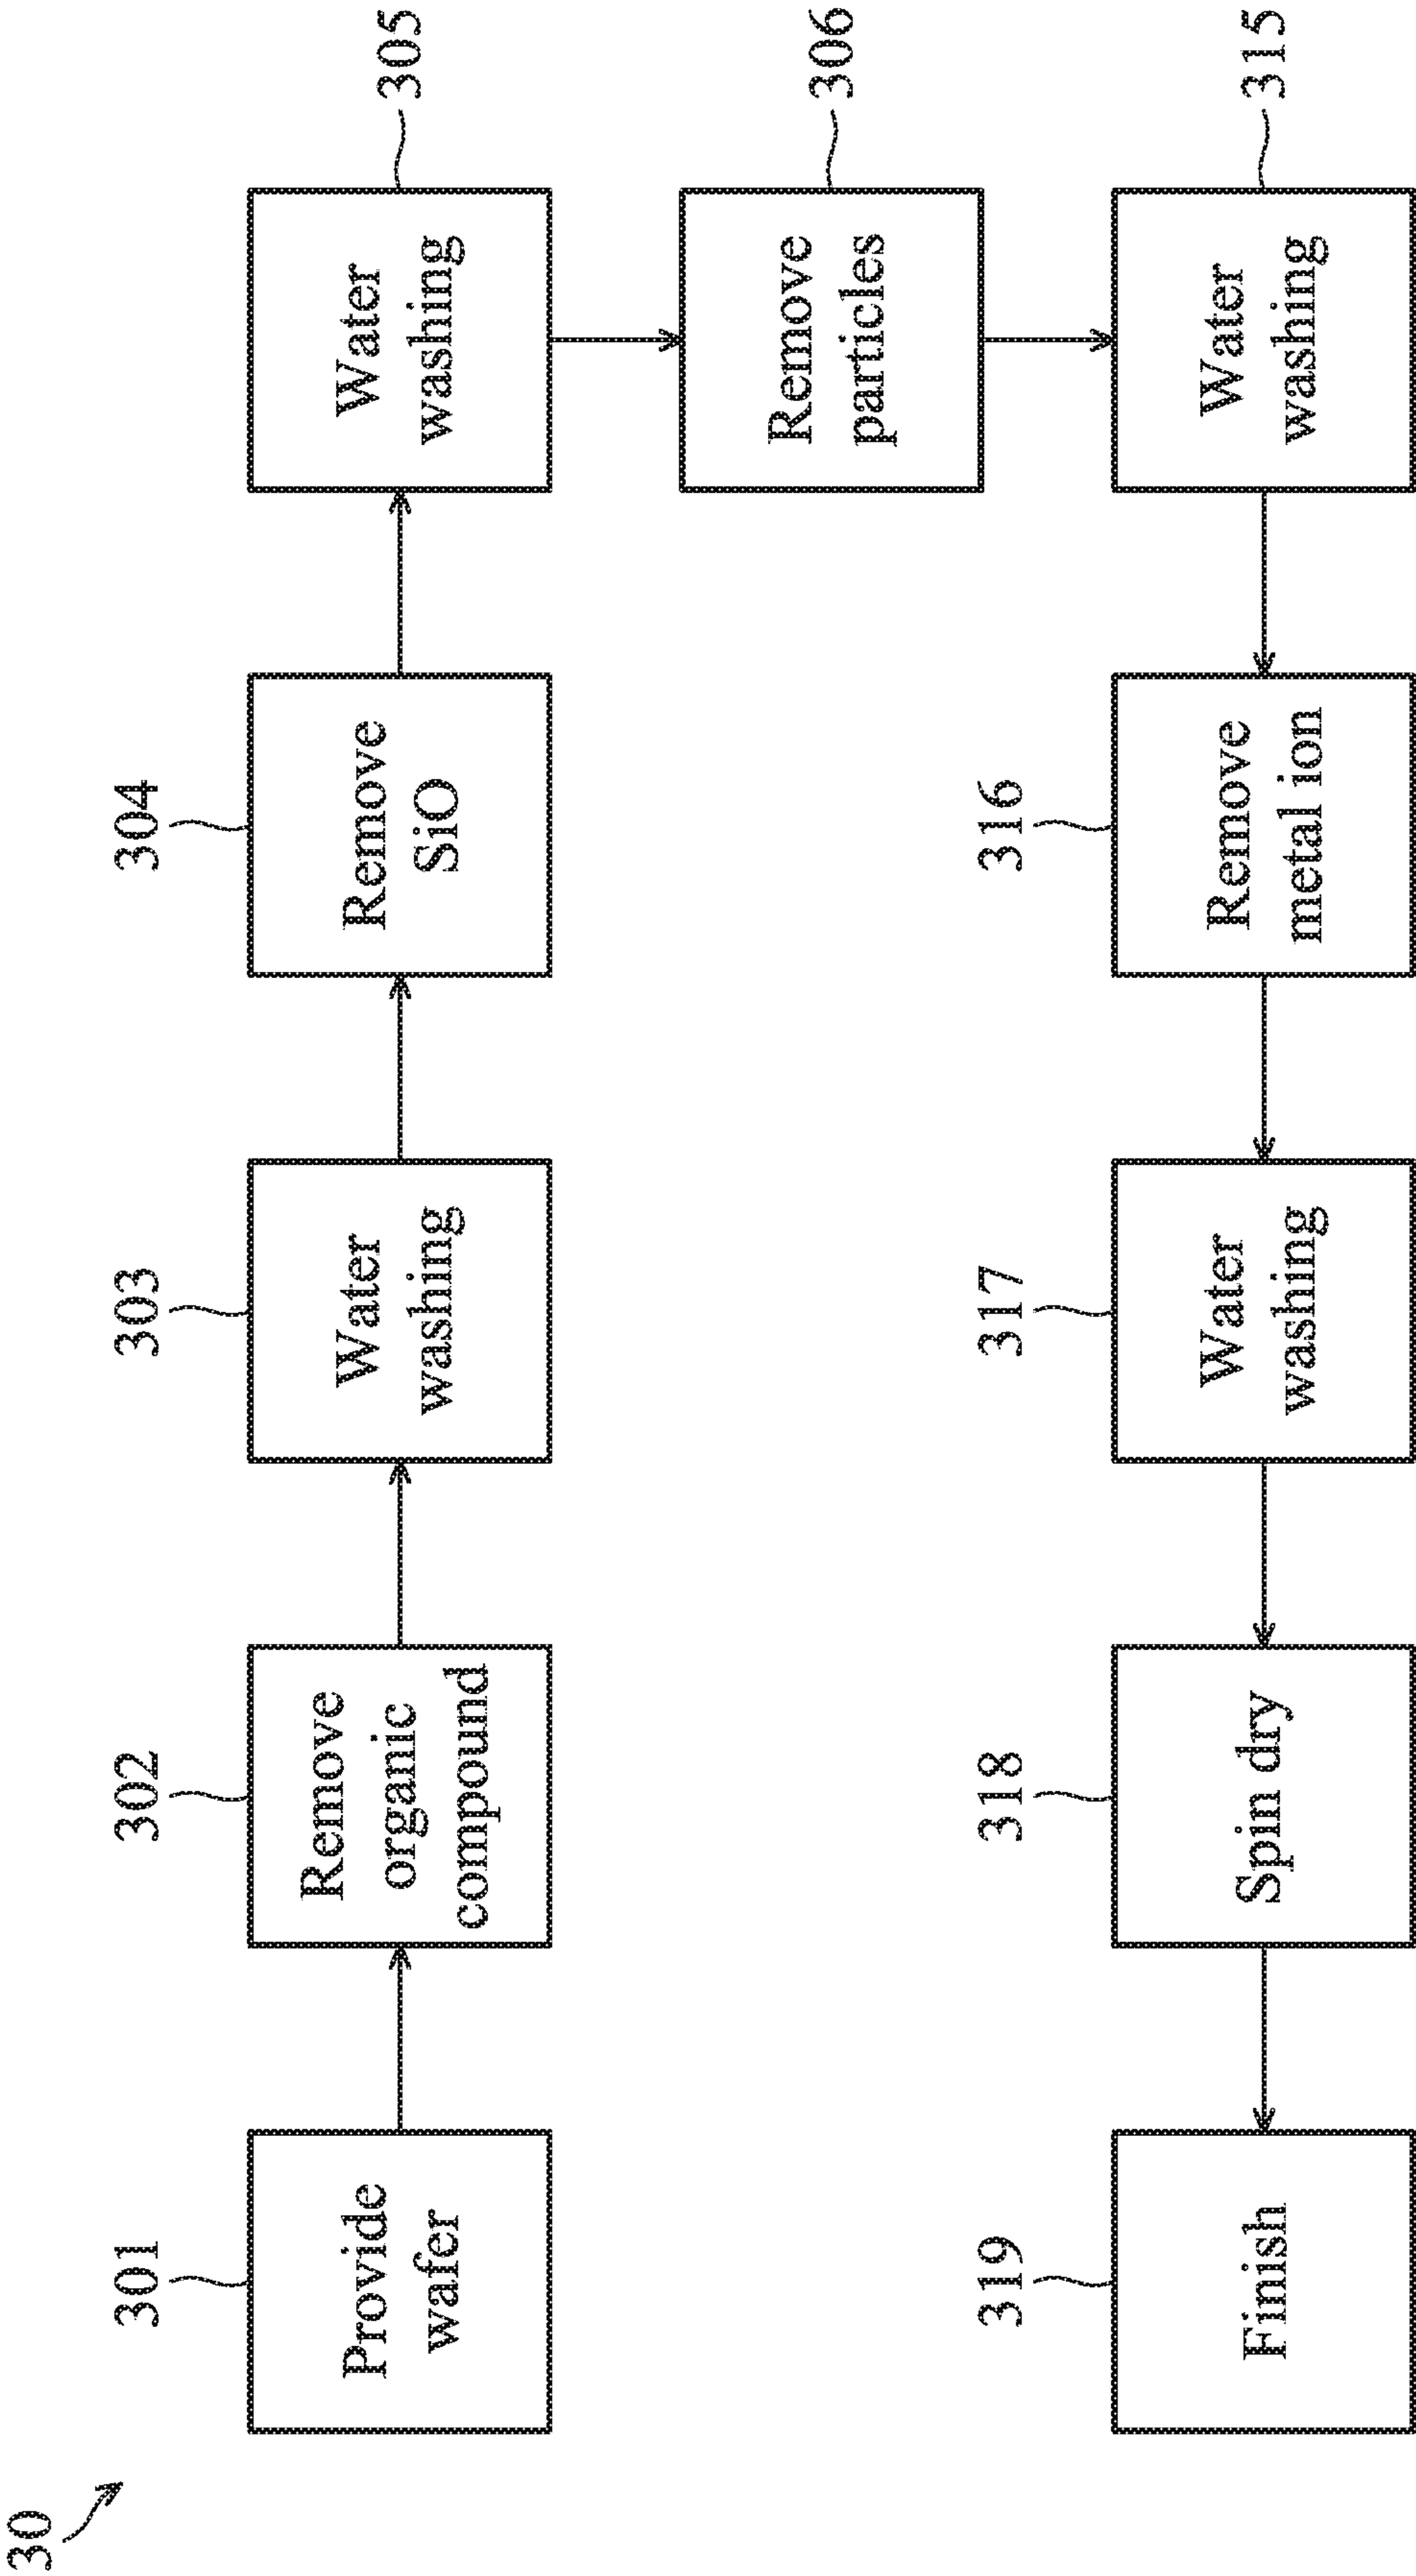 30
301
Provide
wafer
302
Remove
organic
compound
303
Water
washing
304
Remove
SiO
305
Water
washing
306
Remove
particles
315
Water
washing
316
Remove
metal ion
317
Water
washing
318
Spin dry
319
Finish